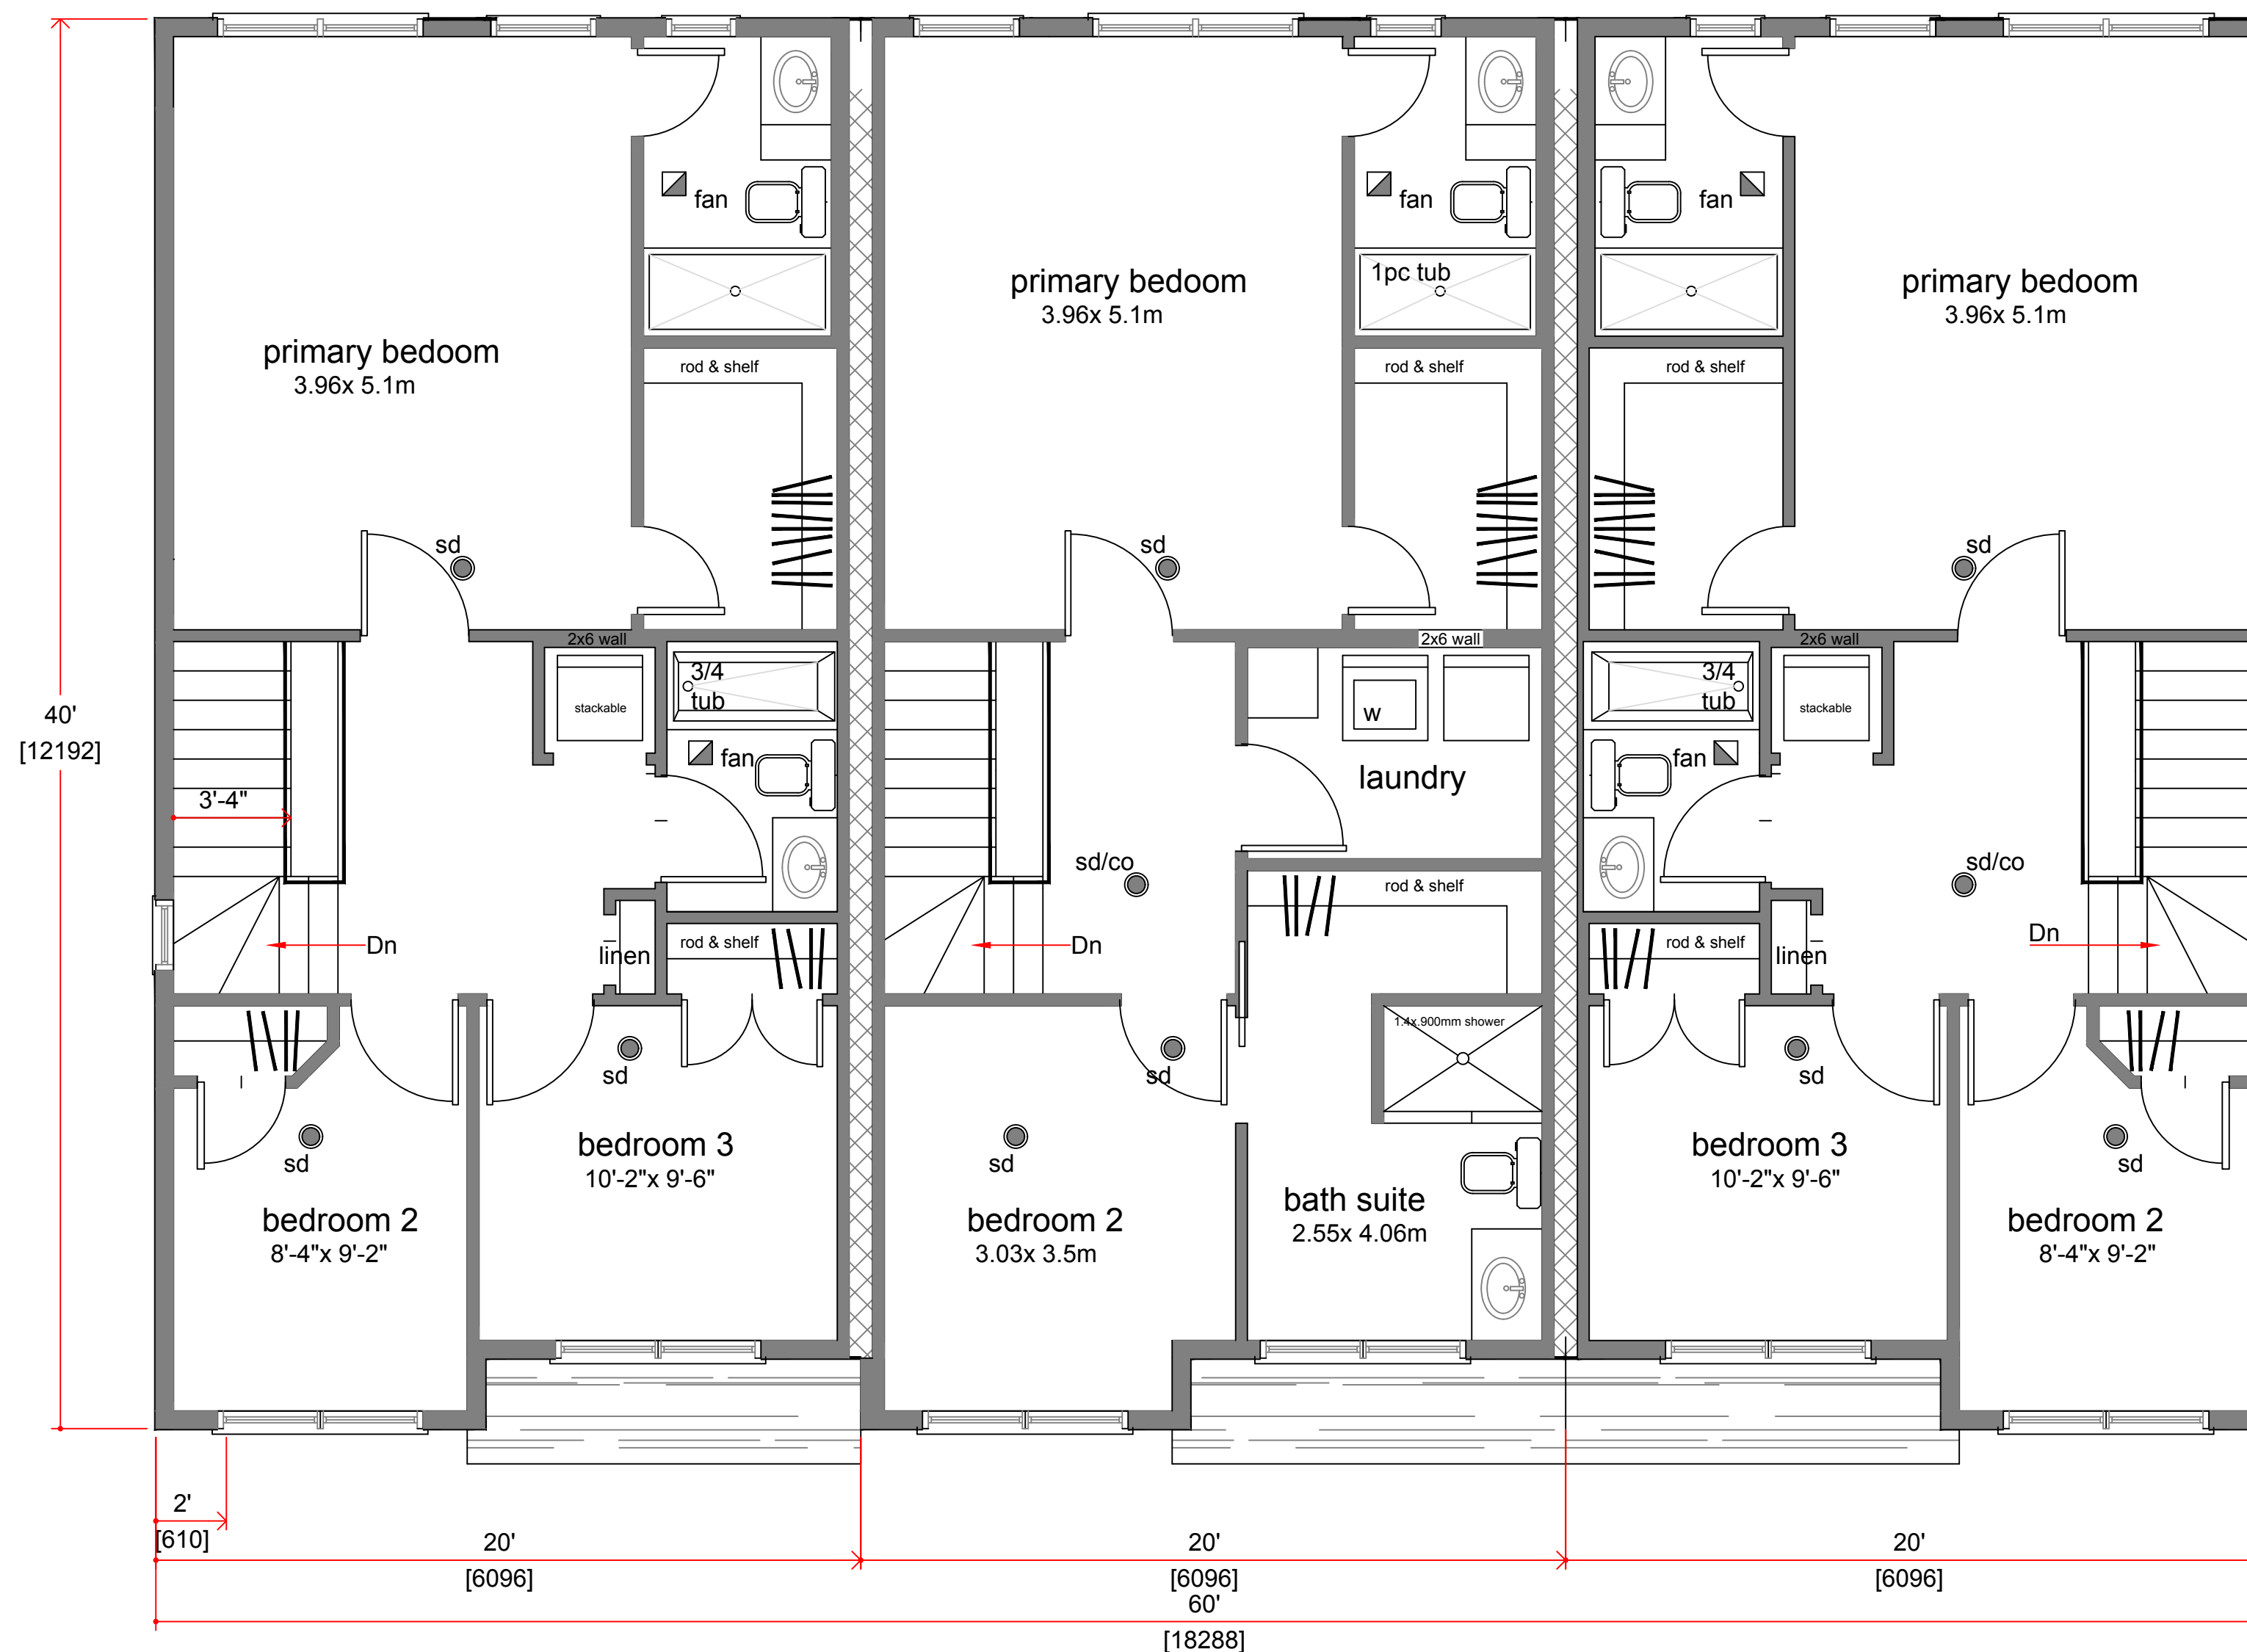 fan
fan
fan
1pc tub
primary bedoom
3.96x 5.1m
primary bedoom
3.96x 5.1m
primary bedoom
3.96x 5.1m
rod & shelf
rod & shelf
rod & shelf
sd
sd
sd
2x6 wall
2x6 wall
2x6 wall
40'
[12192]
3/4
tub
stackable
w
3/4
tub
stackable
fan
fan
laundry
3'-4"
sd/co
sd/co
rod & shelf
Dn
linen
rod & shelf
Dn
rod & shelf
linen
Dn
1.4x.900mm shower
sd
sd
sd
sd
sd
sd
bedroom 3
10'-2"x 9'-6"
bedroom 3
10'-2"x 9'-6"
bedroom 2
8'-4"x 9'-2"
bedroom 2
3.03x 3.5m
bath suite
2.55x 4.06m
bedroom 2
8'-4"x 9'-2"
2'
[610]
20'
[6096]
20'
[6096]
20'
[6096]
60'
[18288]